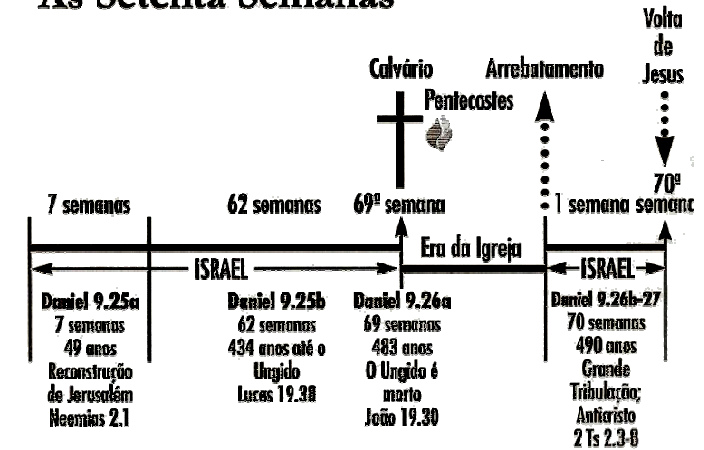 As Setenta Semanas
Volta
de
Jesus
Calvário
Arrebatamento
Pentecostes
7 semanas
62 semanas
69ª semana
1 semana
70ª
semana
Era da Igreja
ISRAEL
ISRAEL
Daniel 9.25a
7 semanas
49 anos
Reconstrução
de Jerusalém
Neemias 2.1
Daniel 9.25b
62 semanas
434 anos até o
Ungido
Lucas 19.38
Daniel 9.26a
69 semanas
483 anos
O Ungido é
morto
João 19.30
Daniel 9.26b-27
70 semanas
490 anos
Grande
Tribulação;
Anticristo
2 Ts 2.3-8